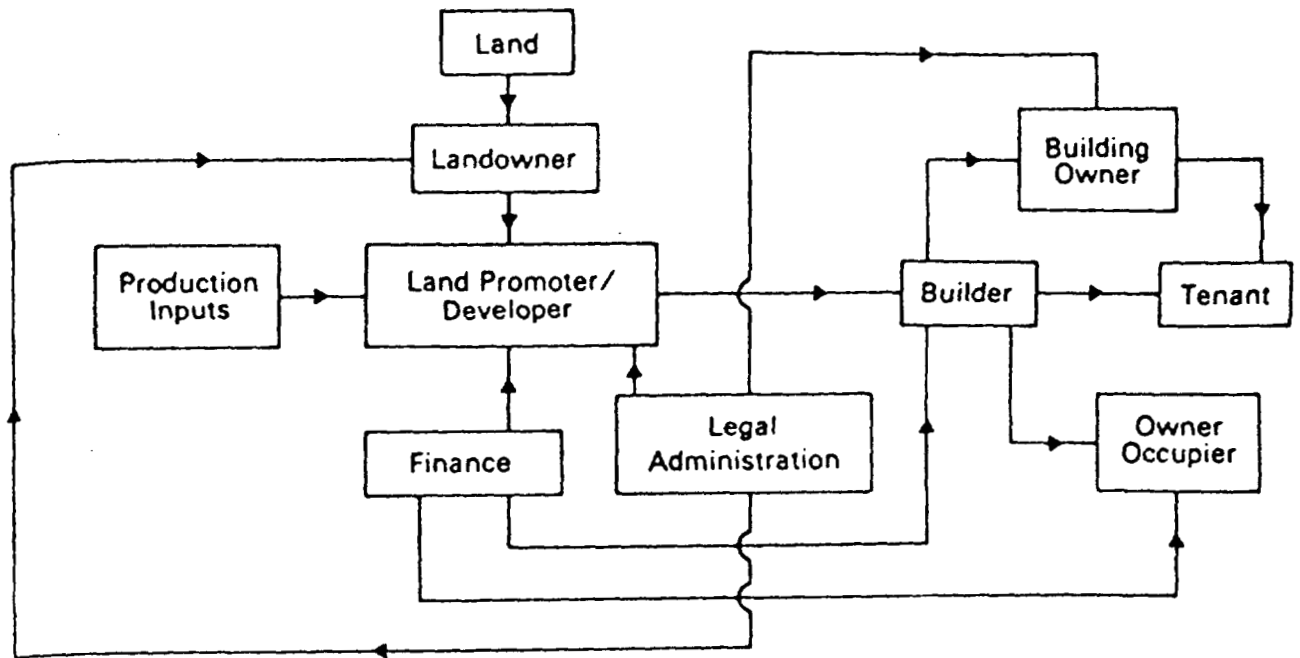 Land
Landowner
Building
Owner
Production
Inputs
Land Promoter/
Developer
Builder
Tenant
Finance
Legal
Administration
Owner
Occupier